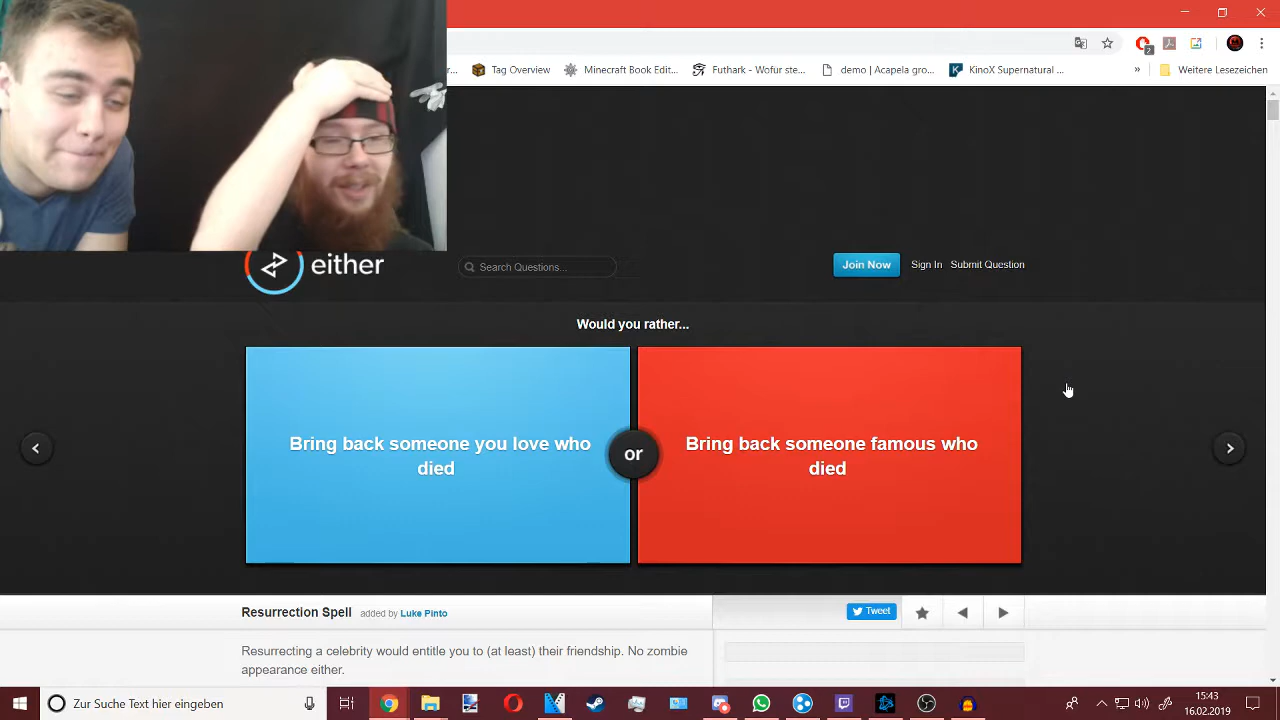 Tag Overview
Minecraft Book Edit...
Futhark - Wofur ste...
demo | Acapela gro...
KinoX Supernatural ...
»
Weitere Lesezeichen
2
either
Search Questions...
Join Now
Sign In
Submit Question
Would you rather...
Bring back someone you love who
died
or
Bring back someone famous who
died
Resurrection Spell added by Luke Pinto
Tweet
Resurrecting a celebrity would entitle you to (at least) their friendship. No zombie
appearance either.
Zur Suche Text hier eingeben
15:43
16.02.2019